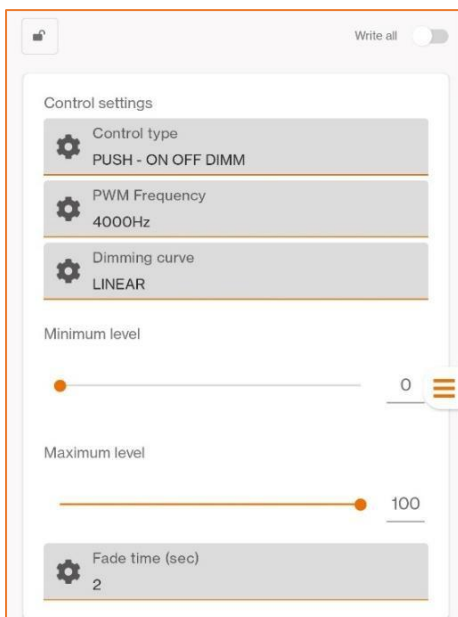 Write all
Control settings
Control type
PUSH - ON OFF DIMM
PWM Frequency
4000Hz
Dimming curve
LINEAR
Minimum level
0
Maximum level
100
Fade time (sec)
2